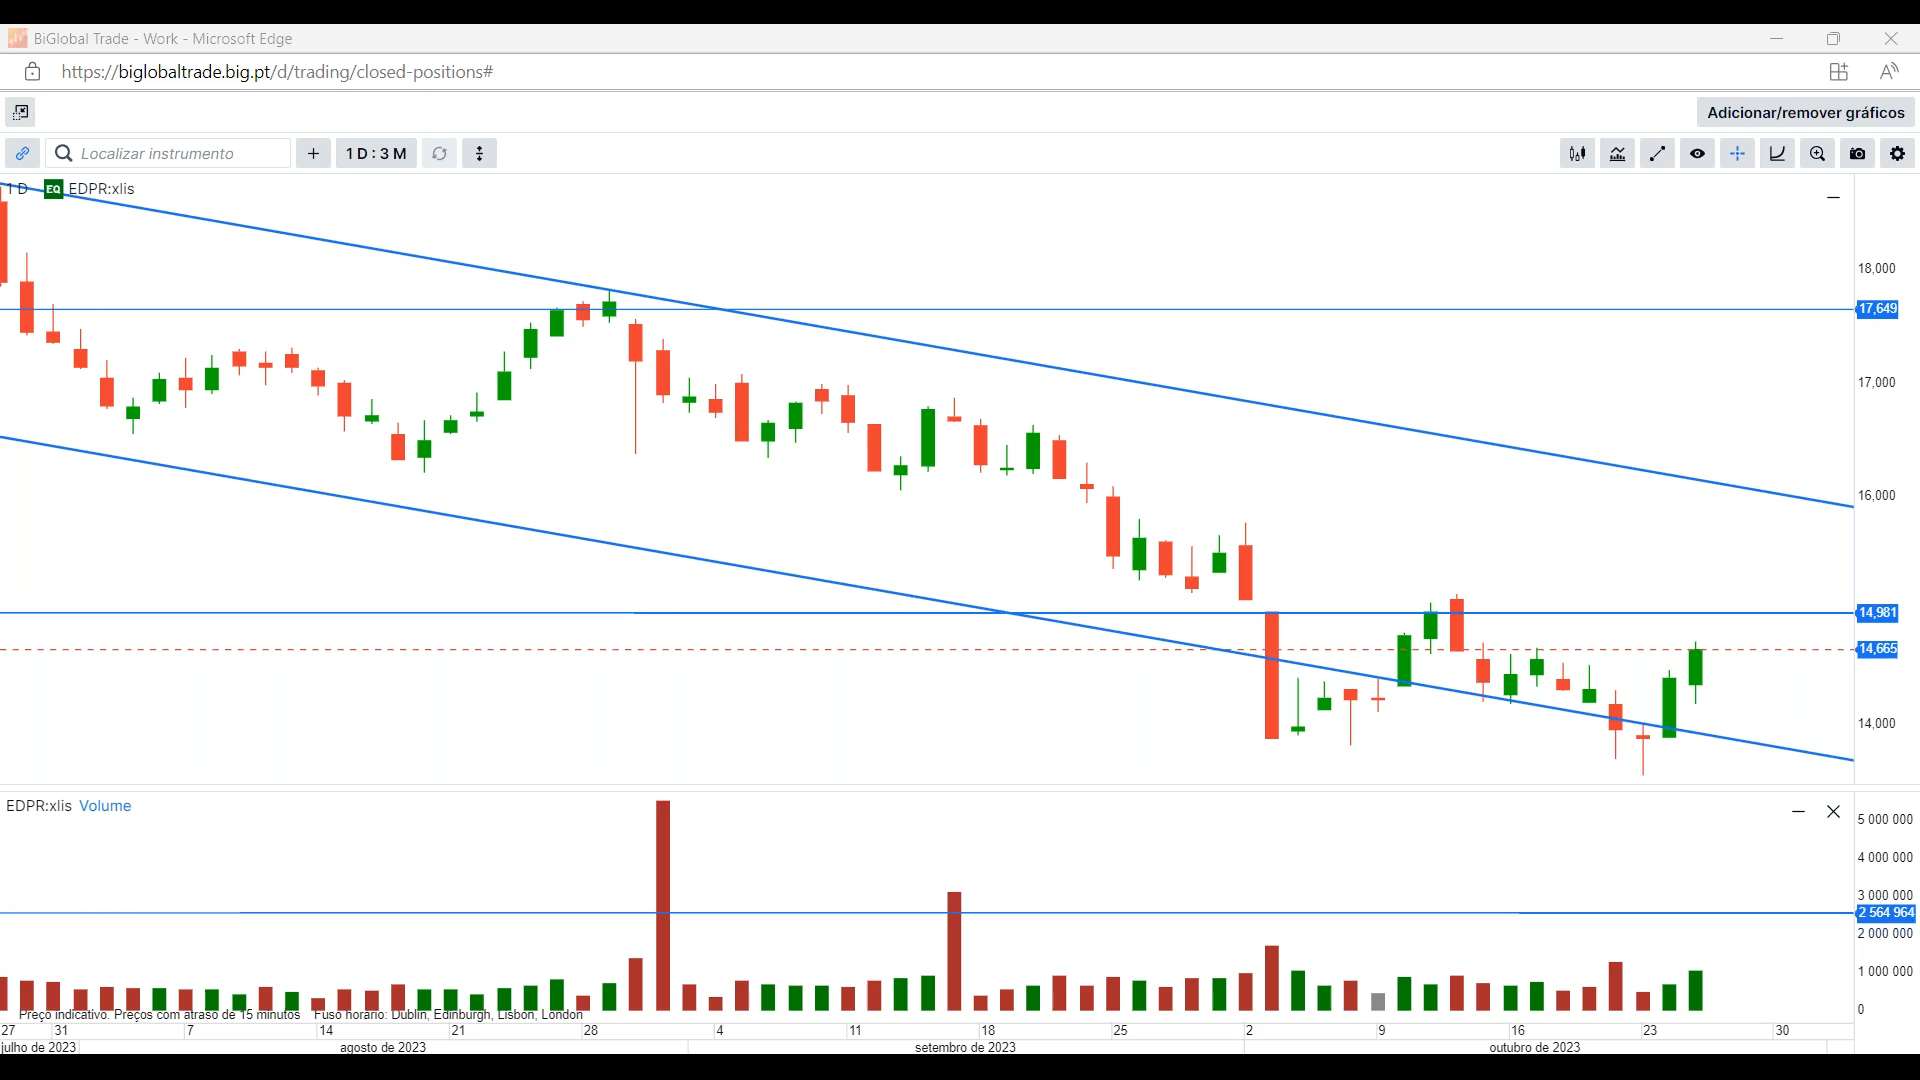 BiGlobal Trade - Work - Microsoft Edge
https://biglobaltrade.big.pt/d/trading/closed-positions#
Adicionar/remover gráficos
Localizar instrumento
1 D : 3 M
1 D EQ EDPR:xlis
18,000
17,649
17,000
16,000
14,981
14,665
14,000
EDPR:xlis Volume
5 000 000
4 000 000
3 000 000
2 564 964
2 000 000
1 000 000
0
Preço indicativo. Preços com atraso de 15 minutos Fuso horário: Dublin, Edinburgh, Lisbon, London
27 31 7 14 21 28 4 11 18 25 2 9 16 23 30
julho de 2023 agosto de 2023 setembro de 2023 outubro de 2023